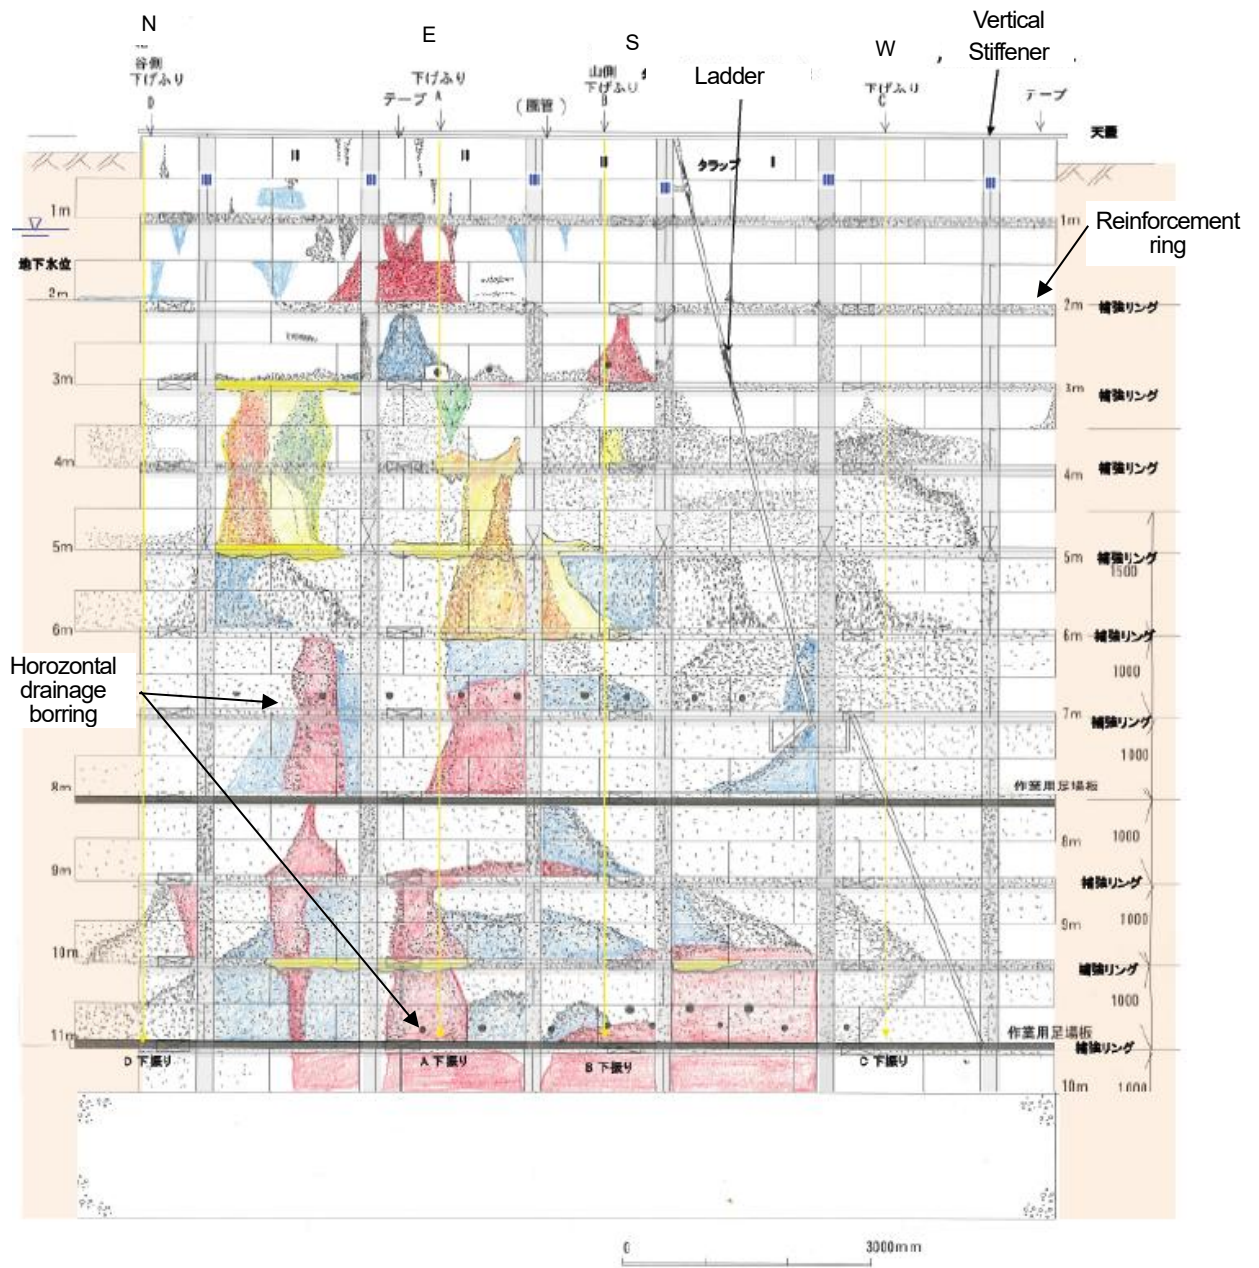 N
E
S
W
Vertical
Stiffener
Ladder
谷側
下げふり
D
下げふり
テープ A
(圏管)
山側
下げふり
B
下げふり
C
テープ
天蓋
タラップ
1m
1m
Reinforcement
ring
地下水位
2m
2m
補強リング
3m
3m
補強リング
4m
4m
補強リング
5m
5m
補強リング
1500
6m
6m
補強リング
1000
Horozontal
drainage
borring
7m
補強リング
1000
8m
作業用足場板
8m
1000
9m
補強リング
9m
1000
10m
補強リング
1000
11m
作業用足場板
補強リング
D 下振り
A 下振り
B 下振り
C 下振り
10m
1000
0
3000mm